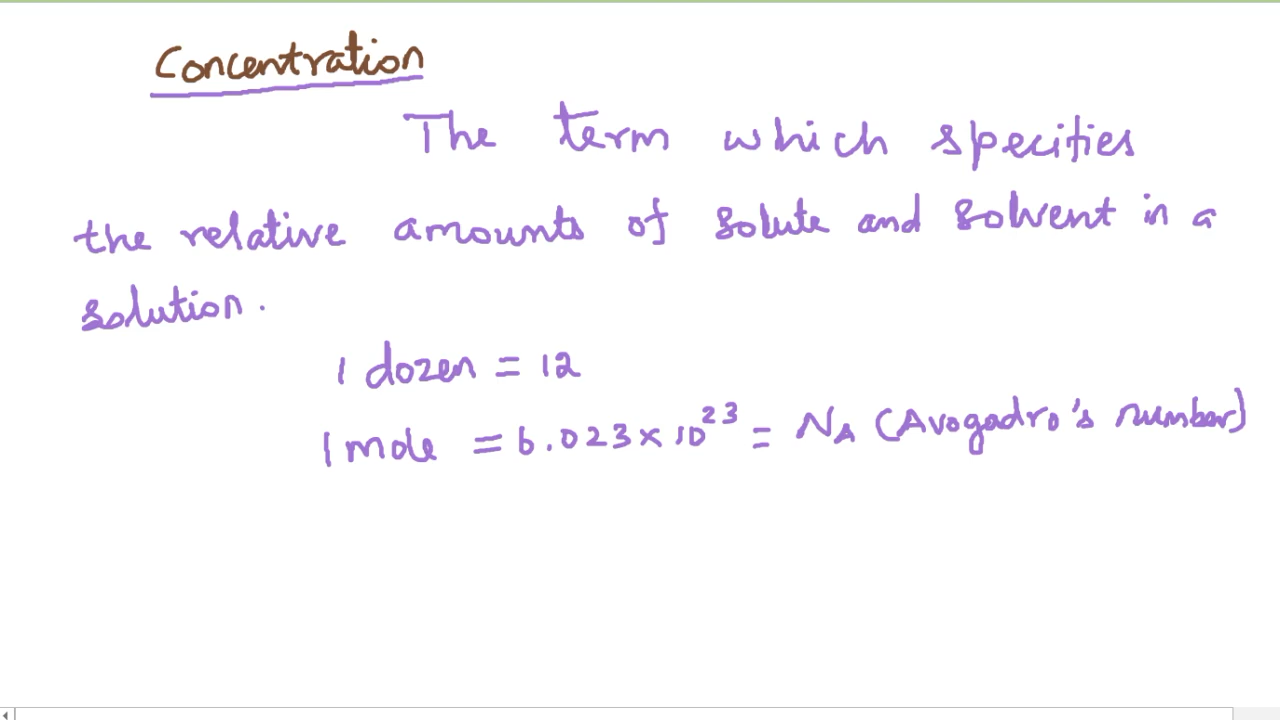 Concentration
The term which specifies
the relative amounts of solute and solvent in a
solution.
1 dozen = 12
1 mole = 6.023 × 10²³ = N_A (Avogadro's number)